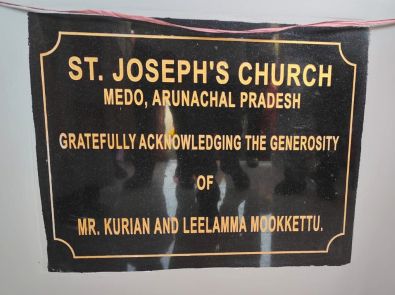 ST. JOSEPH'S CHURCH
MEDO, ARUNACHAL PRADESH
GRATEFULLY ACKNOWLEDGING THE GENEROSITY
OF
MR. KURIAN AND LEELAMMA MOOKKETTU.